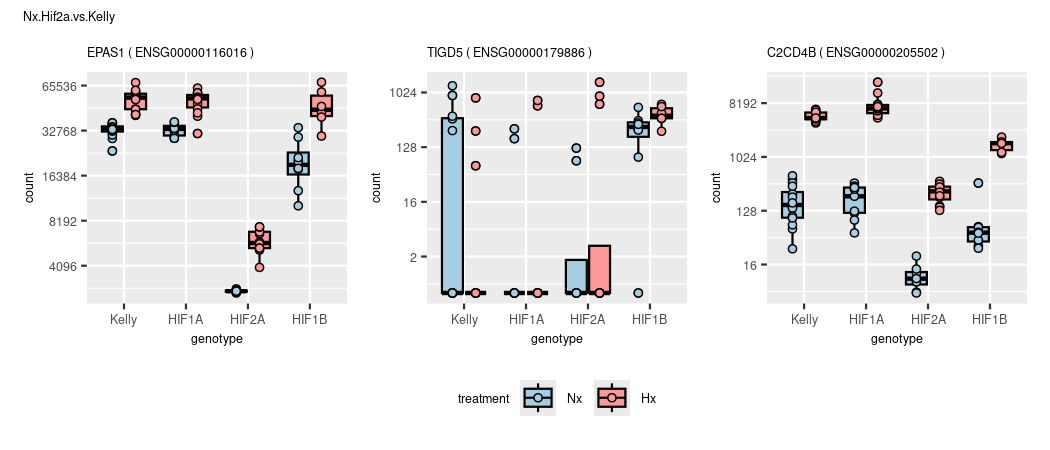 Nx.Hif2a.vs.Kelly
EPAS1 ( ENSG00000116016 )
65536
32768
16384
8192
4096
count
Kelly HIF1A HIF2A HIF1B
genotype
TIGD5 ( ENSG00000179886 )
1024
128
16
2
count
Kelly HIF1A HIF2A HIF1B
genotype
C2CD4B ( ENSG00000205502 )
8192
1024
128
16
count
Kelly HIF1A HIF2A HIF1B
genotype
treatment Nx Hx